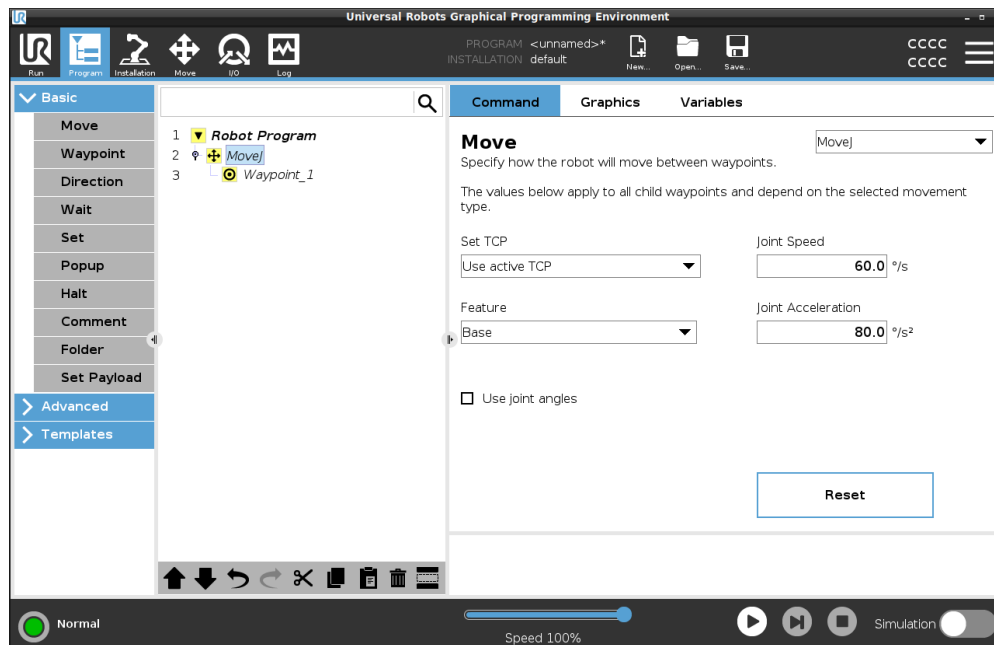 UR
Universal Robots Graphical Programming Environment
UR
Run
Program
Installation
Move
I/O
Log
PROGRAM <unnamed>*
INSTALLATION default
New...
Open...
Save...
CCCC
CCCC
Basic
Move
Waypoint
Direction
Wait
Set
Popup
Halt
Comment
Folder
Set Payload
Advanced
Templates
1 Robot Program
2 MoveJ
3 Waypoint_1
Command Graphics Variables
Move
MoveJ
Specify how the robot will move between waypoints.
The values below apply to all child waypoints and depend on the selected movement
type.
Set TCP
Joint Speed
Use active TCP
60.0 °/s
Feature
Joint Acceleration
Base
80.0 °/s²
Use joint angles
Reset
Normal
Speed 100%
Simulation